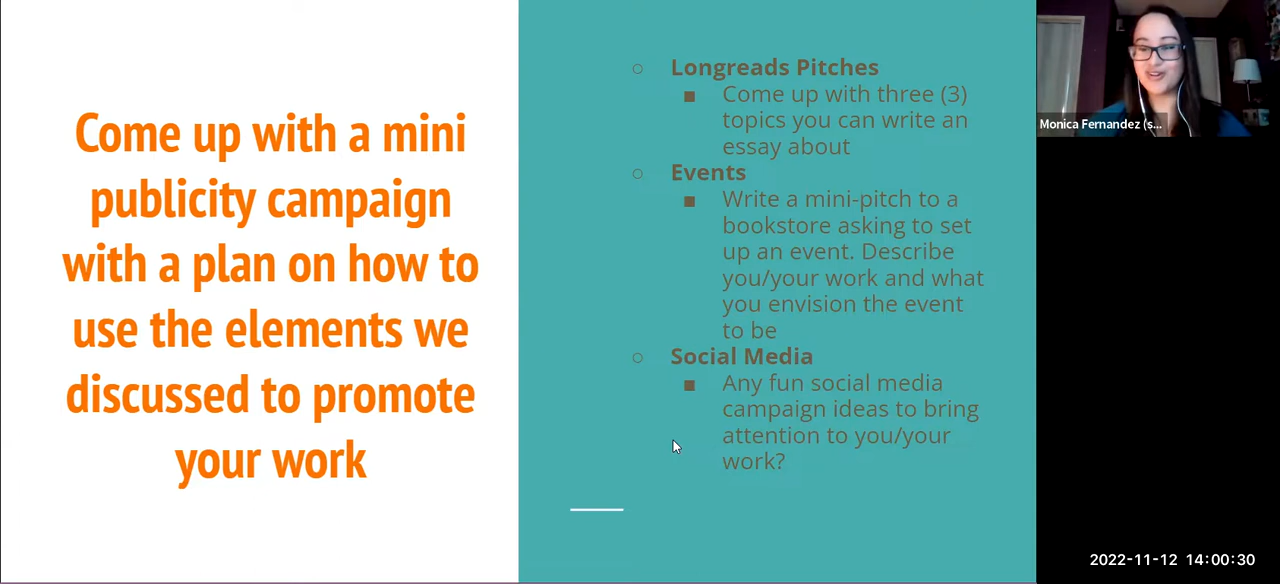 Come up with a mini
publicity campaign
with a plan on how to
use the elements we
discussed to promote
your work
○ Longreads Pitches
■ Come up with three (3)
topics you can write an
essay about
○ Events
■ Write a mini-pitch to a
bookstore asking to set
up an event. Describe
you/your work and what
you envision the event
to be
○ Social Media
■ Any fun social media
campaign ideas to bring
attention to you/your
work?
Monica Fernandez (s...
2022-11-12 14:00:30